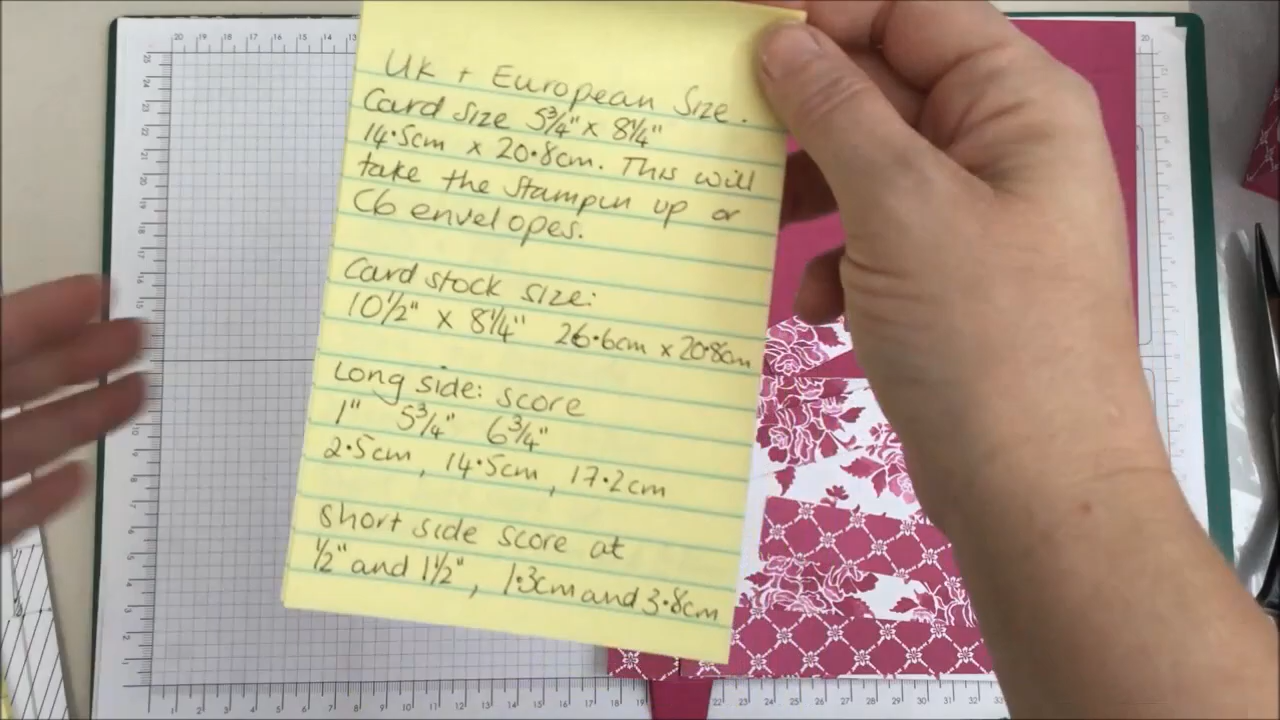 UK + European Size.
Card Size 5¾" x 8¼"
14.5cm x 20.8cm. This will
take the Stampin up or
C6 envelopes.
Card stock size:
10½" x 8¼" 26.6cm x 20.8cm
Long side: score
1" 5¾" 6¾"
2.5cm, 14.5cm, 17.2cm
Short side score at
½" and 1½", 1.3cm and 3.8cm